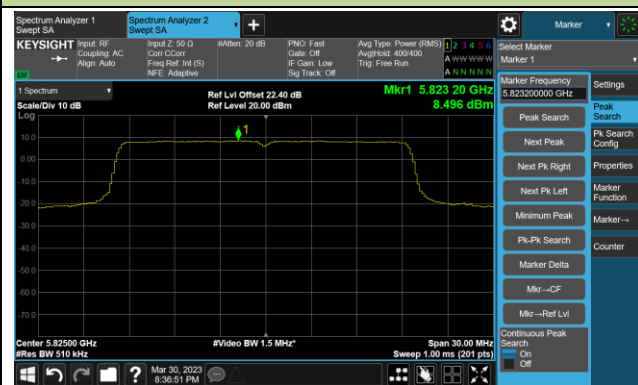 Spectrum Analyzer 1
Swept SA
Spectrum Analyzer 2
Swept SA
+
Marker
KEYSIGHT
Input: RF
Coupling: AC
Align: Auto
Input Z: 50 Ω
Corr CCorr
Freq Ref: Int (S)
NFE: Adaptive
#Atten: 20 dB
PNO: Fast
Gate: Off
IF Gain: Low
Sig Track: Off
Avg Type: Power (RMS)
Avg|Hold: 400/400
Trig: Free Run
1 2 3 4 5 6
A W W W W W
A N N N N N
LXI
Select Marker
Marker 1
1 Spectrum
Scale/Div 10 dB
Log
Ref Lvl Offset 22.40 dB
Ref Level 20.00 dBm
Mkr1 5.823 20 GHz
8.496 dBm
1
10.0
0.00
-10.0
-20.0
-30.0
-40.0
-50.0
-60.0
-70.0
Center 5.82500 GHz
#Res BW 510 kHz
#Video BW 1.5 MHz*
Span 30.00 MHz
Sweep 1.00 ms (201 pts)
Marker Frequency
5.823200000 GHz
Peak Search
Next Peak
Next Pk Right
Next Pk Left
Minimum Peak
Pk-Pk Search
Marker Delta
Mkr→CF
Mkr→Ref Lvl
Continuous Peak
Search
On
Off
Settings
Peak
Search
Pk Search
Config
Properties
Marker
Function
Marker→
Counter
?
Mar 30, 2023
8:36:51 PM